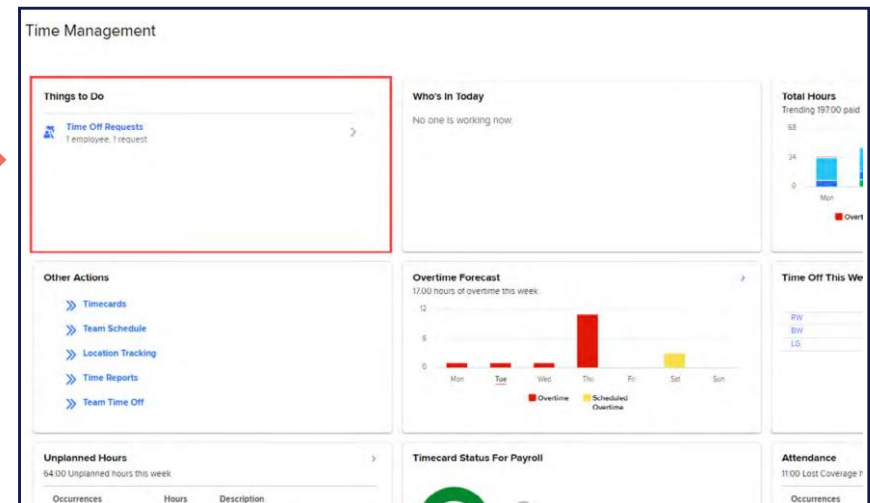 Time Management
Things to Do
Time Off Requests
1 employee, 1 request
Who's In Today
No one is working now.
Total Hours
Trending 197.00 paid
68
34
0
Mon
Overt
Other Actions
Timecards
Team Schedule
Location Tracking
Time Reports
Team Time Off
Overtime Forecast
17.00 hours of overtime this week.
12
6
0
Mon Tue Wed Thu Fri Sat Sun
Overtime
Scheduled
Overtime
Time Off This We
RW
BW
LG
Unplanned Hours
64:00 Unplanned hours this week.
Occurrences Hours Description
Timecard Status For Payroll
Attendance
11:00 Lost Coverage
Occurrences